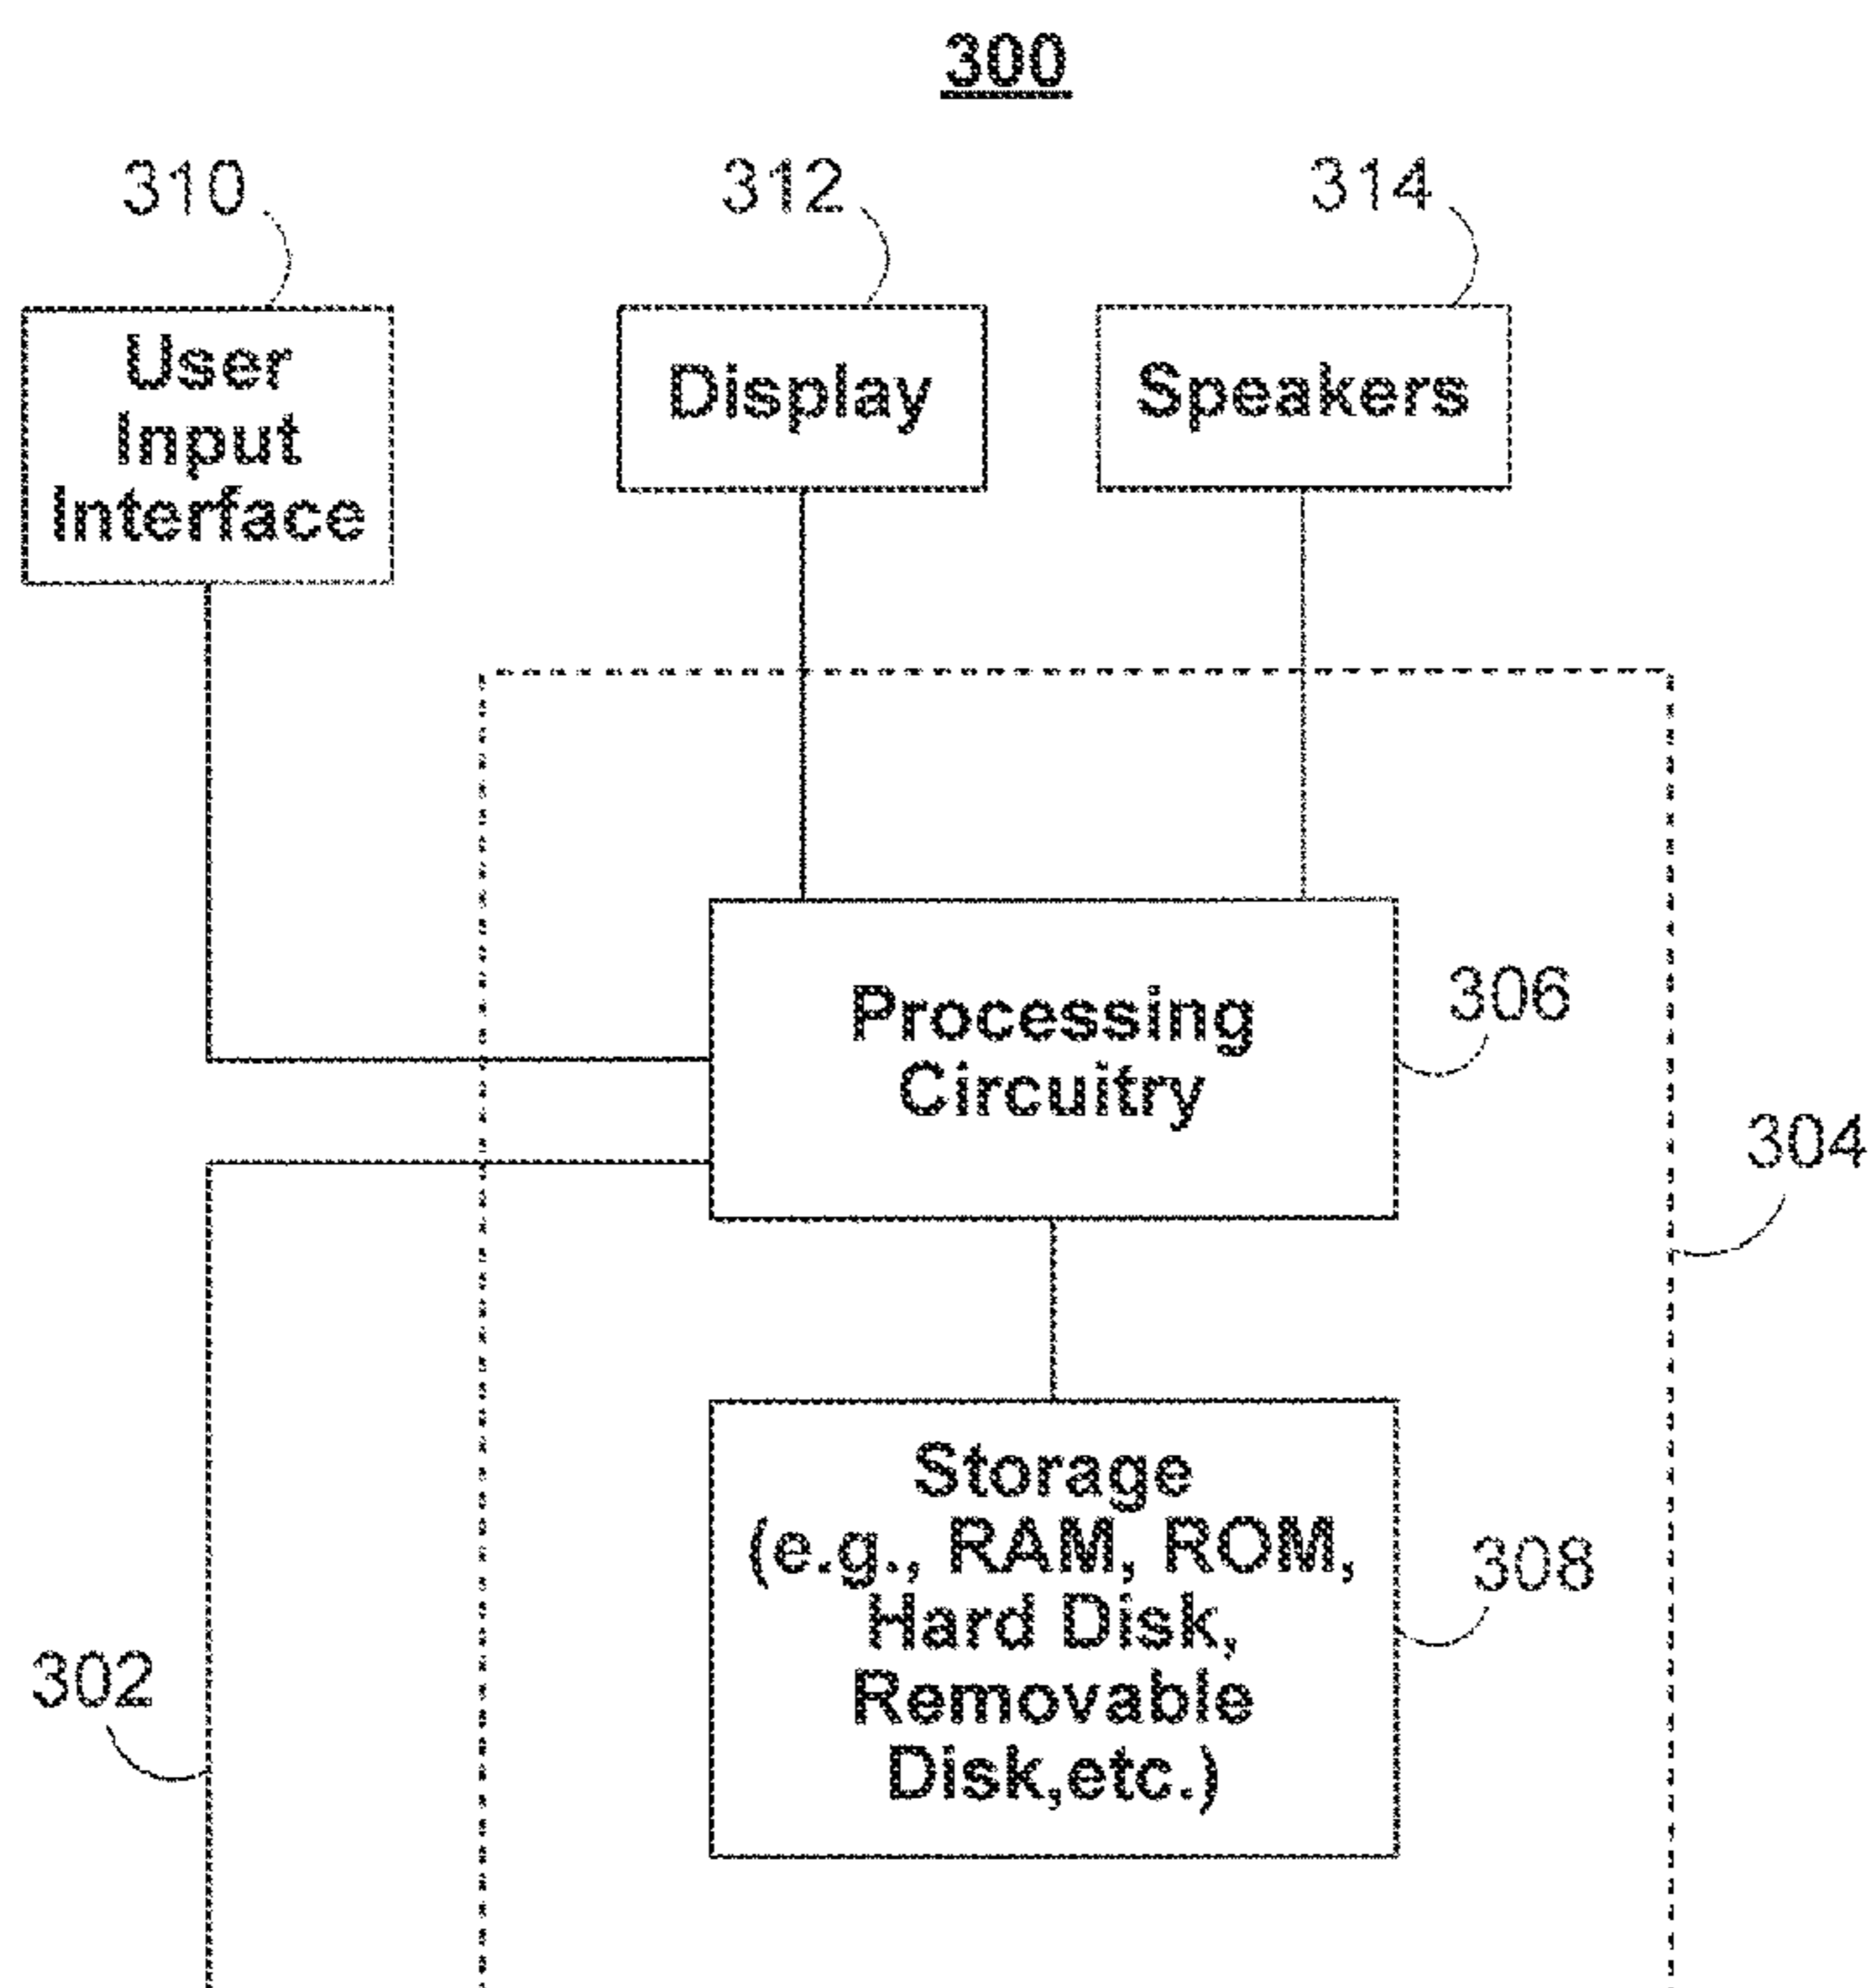 300
310
312
314
User
Input
Interface
Display
Speakers
Processing
Circuitry
306
304
Storage
(e.g., RAM, ROM,
Hard Disk,
Removable
Disk,etc.)
308
302